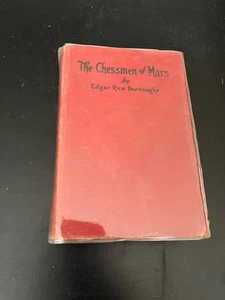 The Chessmen of Mars
by
Edgar Rice Burroughs